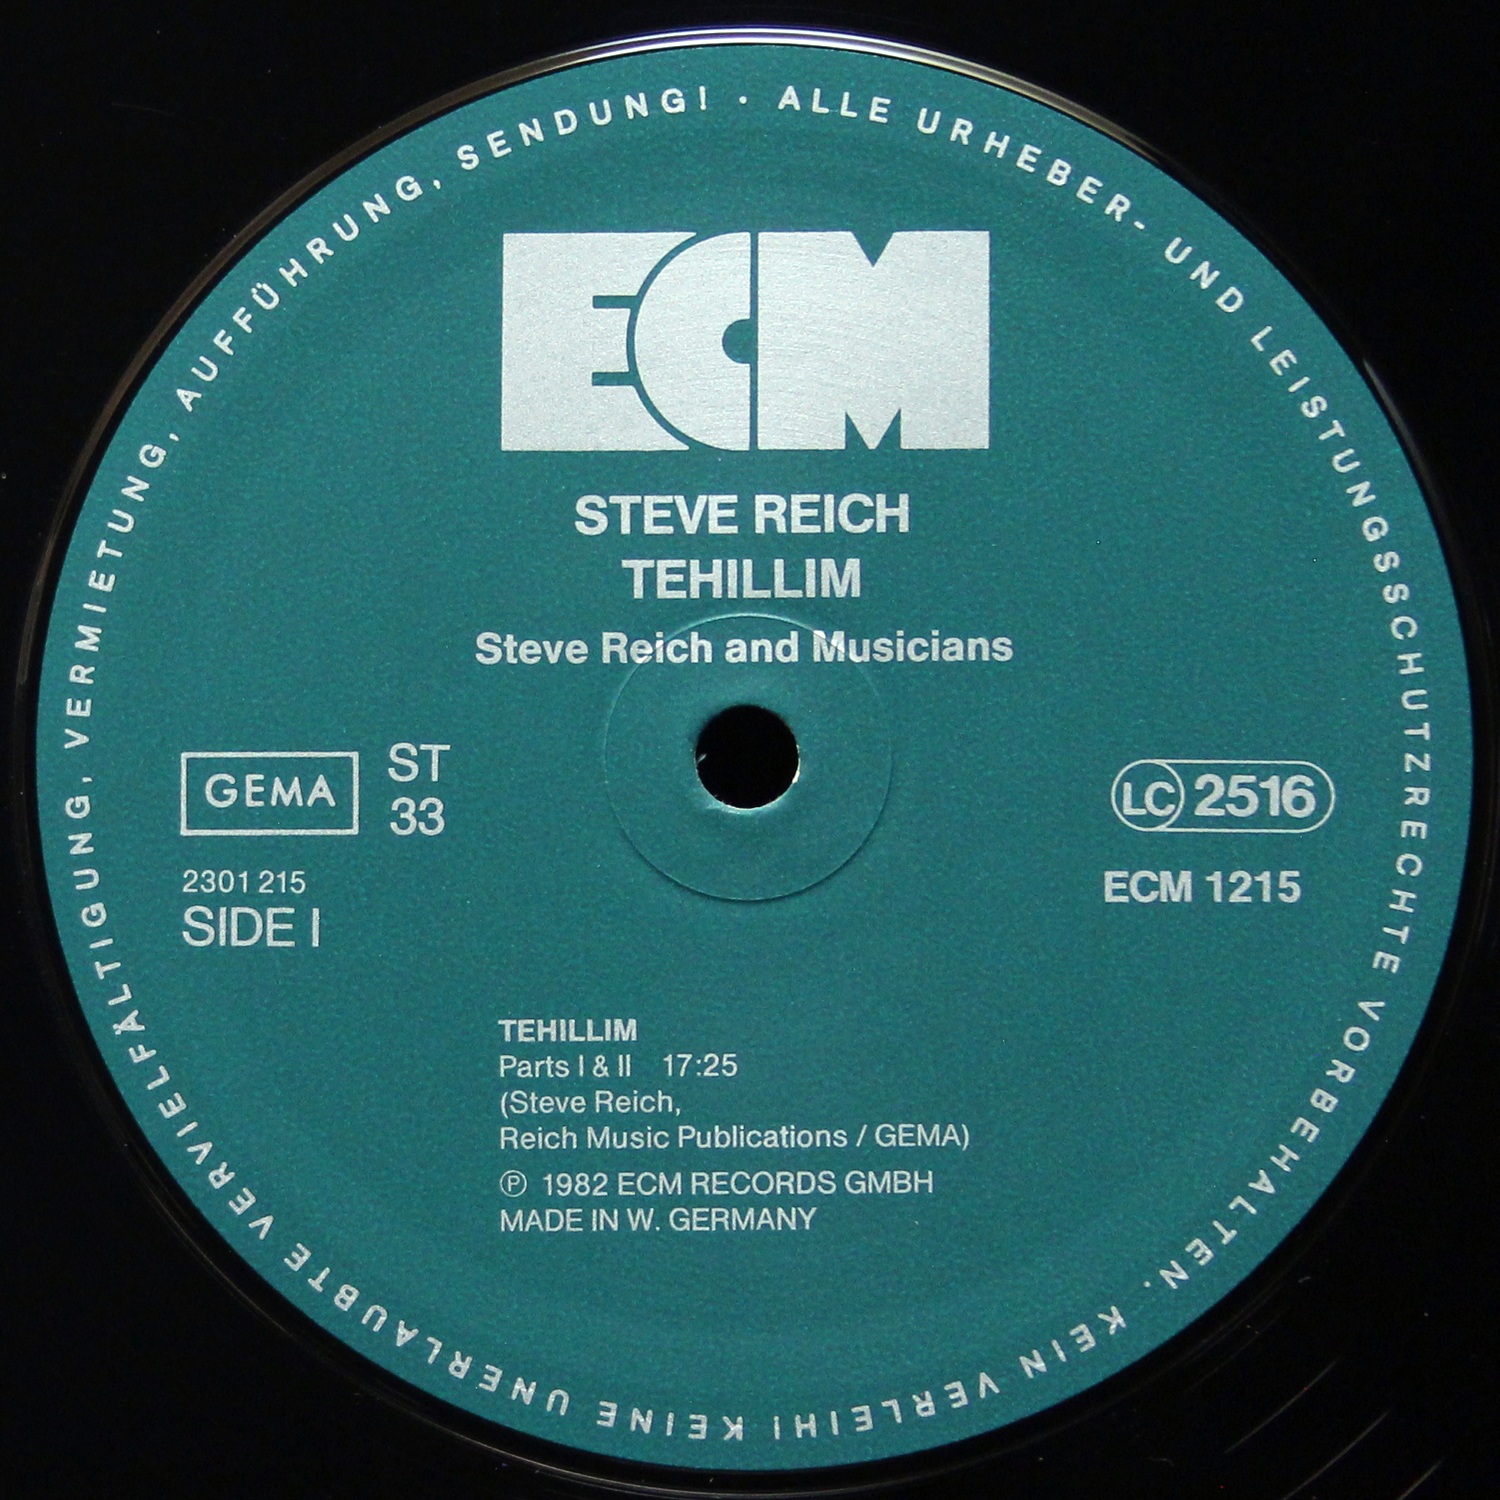 ALLE URHEBER- UND LEISTUNGSSCHUTZRECHTE VORBEHALTEN. KEIN VERLEIH! KEINE UNERLAUBTE VERVIELFÄLTIGUNG, VERMIETUNG, AUFFÜHRUNG, SENDUNG! ·
ECM
STEVE REICH
TEHILLIM
Steve Reich and Musicians
GEMA
ST
33
LC 2516
2301 215
SIDE I
ECM 1215
TEHILLIM
Parts I & II 17:25
(Steve Reich,
Reich Music Publications / GEMA)
℗ 1982 ECM RECORDS GMBH
MADE IN W. GERMANY